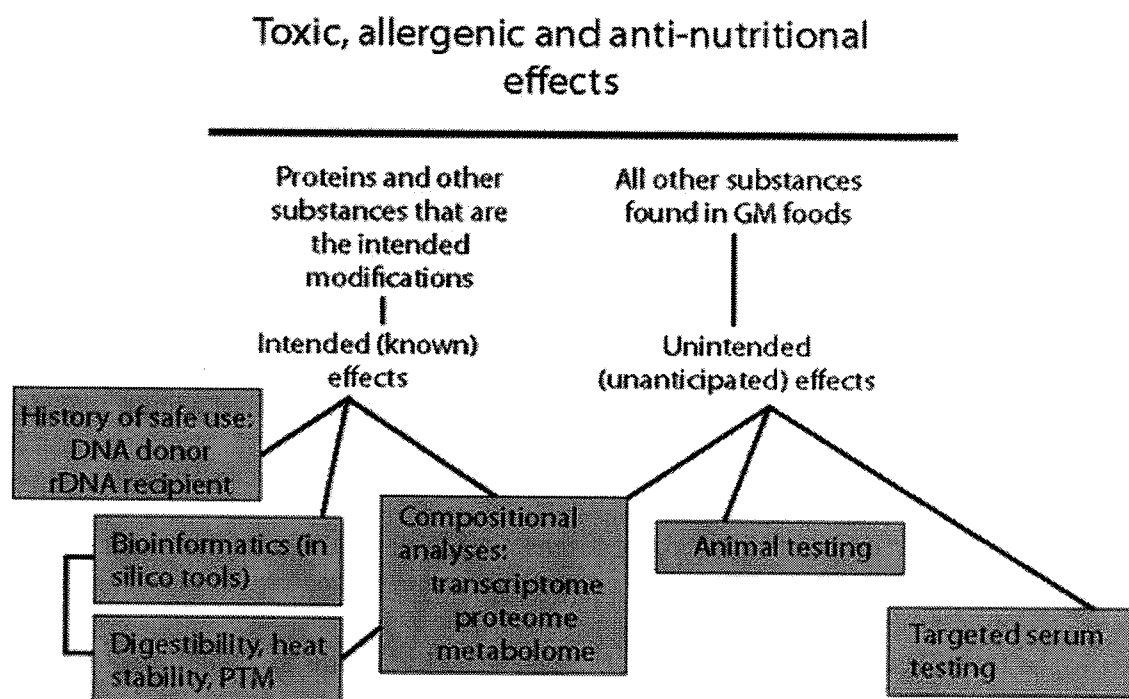 Toxic, allergenic and anti-nutritional
effects
Proteins and other
substances that are
the intended
modifications
All other substances
found in GM foods
Intended (known)
effects
Unintended
(unanticipated) effects
History of safe use:
DNA donor
rDNA recipient
Bioinformatics (in
silico tools)
Digestibility, heat
stability, PTM
Compositional
analyses:
transcriptome
proteome
metabolome
Animal testing
Targeted serum
testing